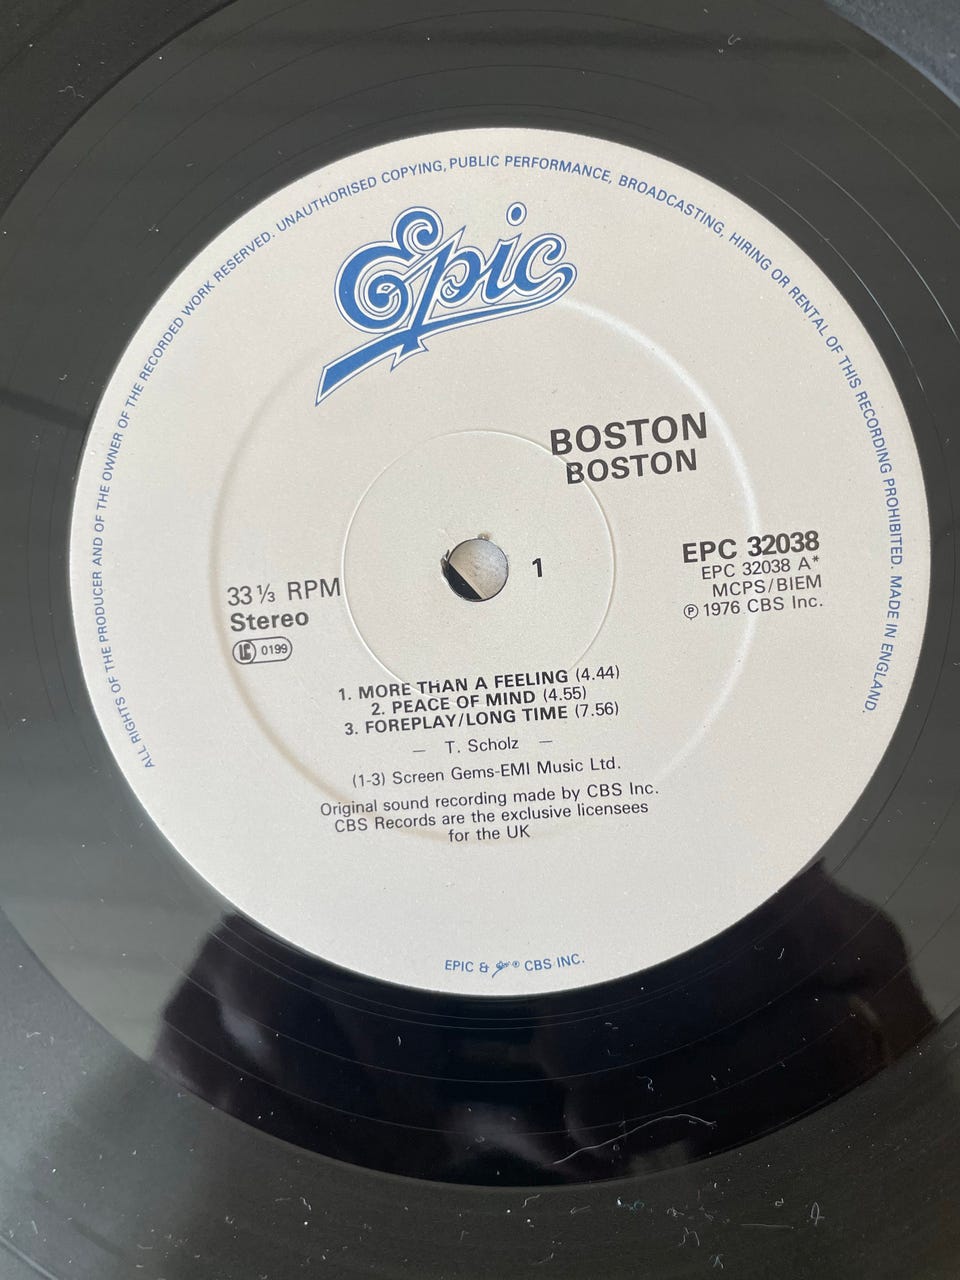 ALL RIGHTS OF THE PRODUCER AND OF THE OWNER OF THE RECORDED WORK RESERVED. UNAUTHORISED COPYING, PUBLIC PERFORMANCE, BROADCASTING, HIRING OR RENTAL OF THIS RECORDING PROHIBITED. MADE IN ENGLAND.
Epic
BOSTON
BOSTON
1
EPC 32038
EPC 32038 A*
MCPS/BIEM
℗ 1976 CBS Inc.
33⅓ RPM
Stereo
LC 0199
1. MORE THAN A FEELING (4.44)
2. PEACE OF MIND (4.55)
3. FOREPLAY/LONG TIME (7.56)
— T. Scholz —
(1-3) Screen Gems-EMI Music Ltd.
Original sound recording made by CBS Inc.
CBS Records are the exclusive licensees
for the UK
EPIC & Epic ® CBS INC.